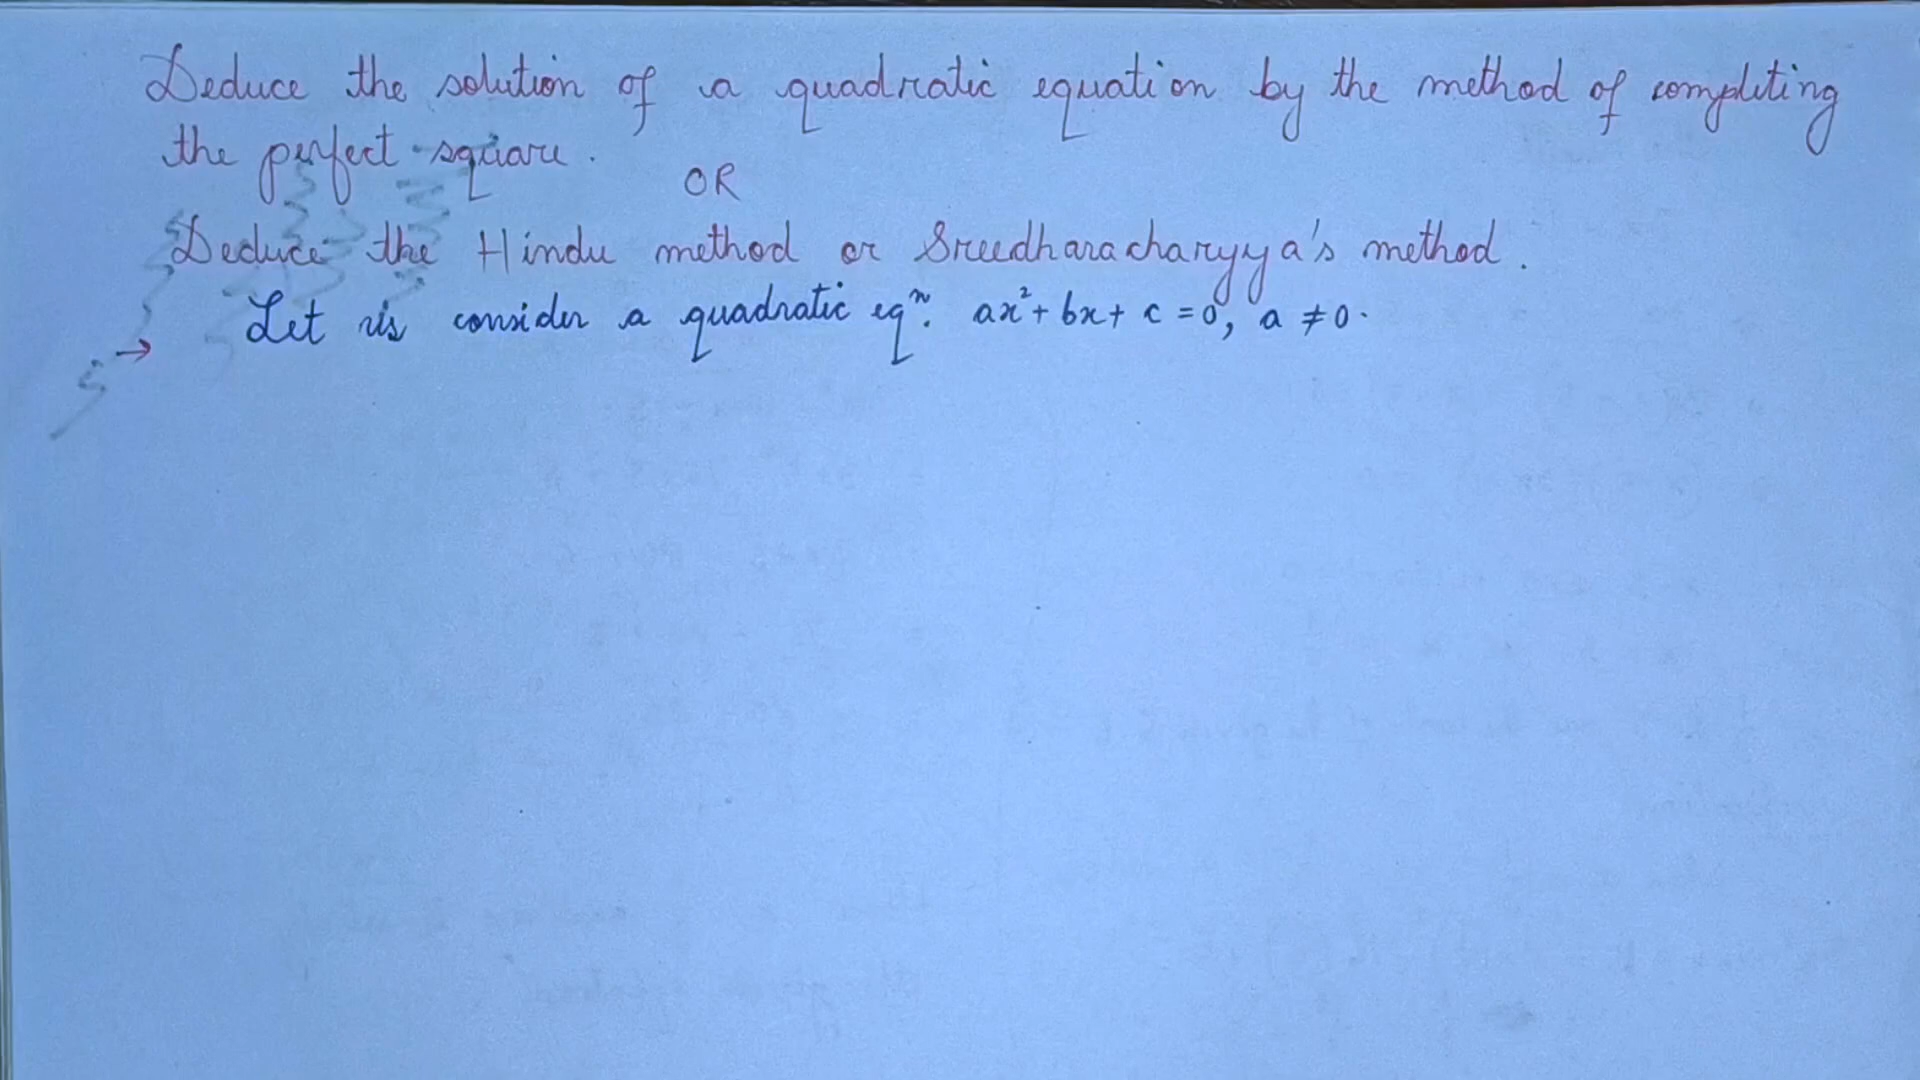 Deduce the solution of a quadratic equation by the method of completing
the perfect square.
OR
Deduce the Hindu method or Sreedharacharyya's method.
→ Let us consider a quadratic eqⁿ. ax² + bx + c = 0, a ≠ 0.